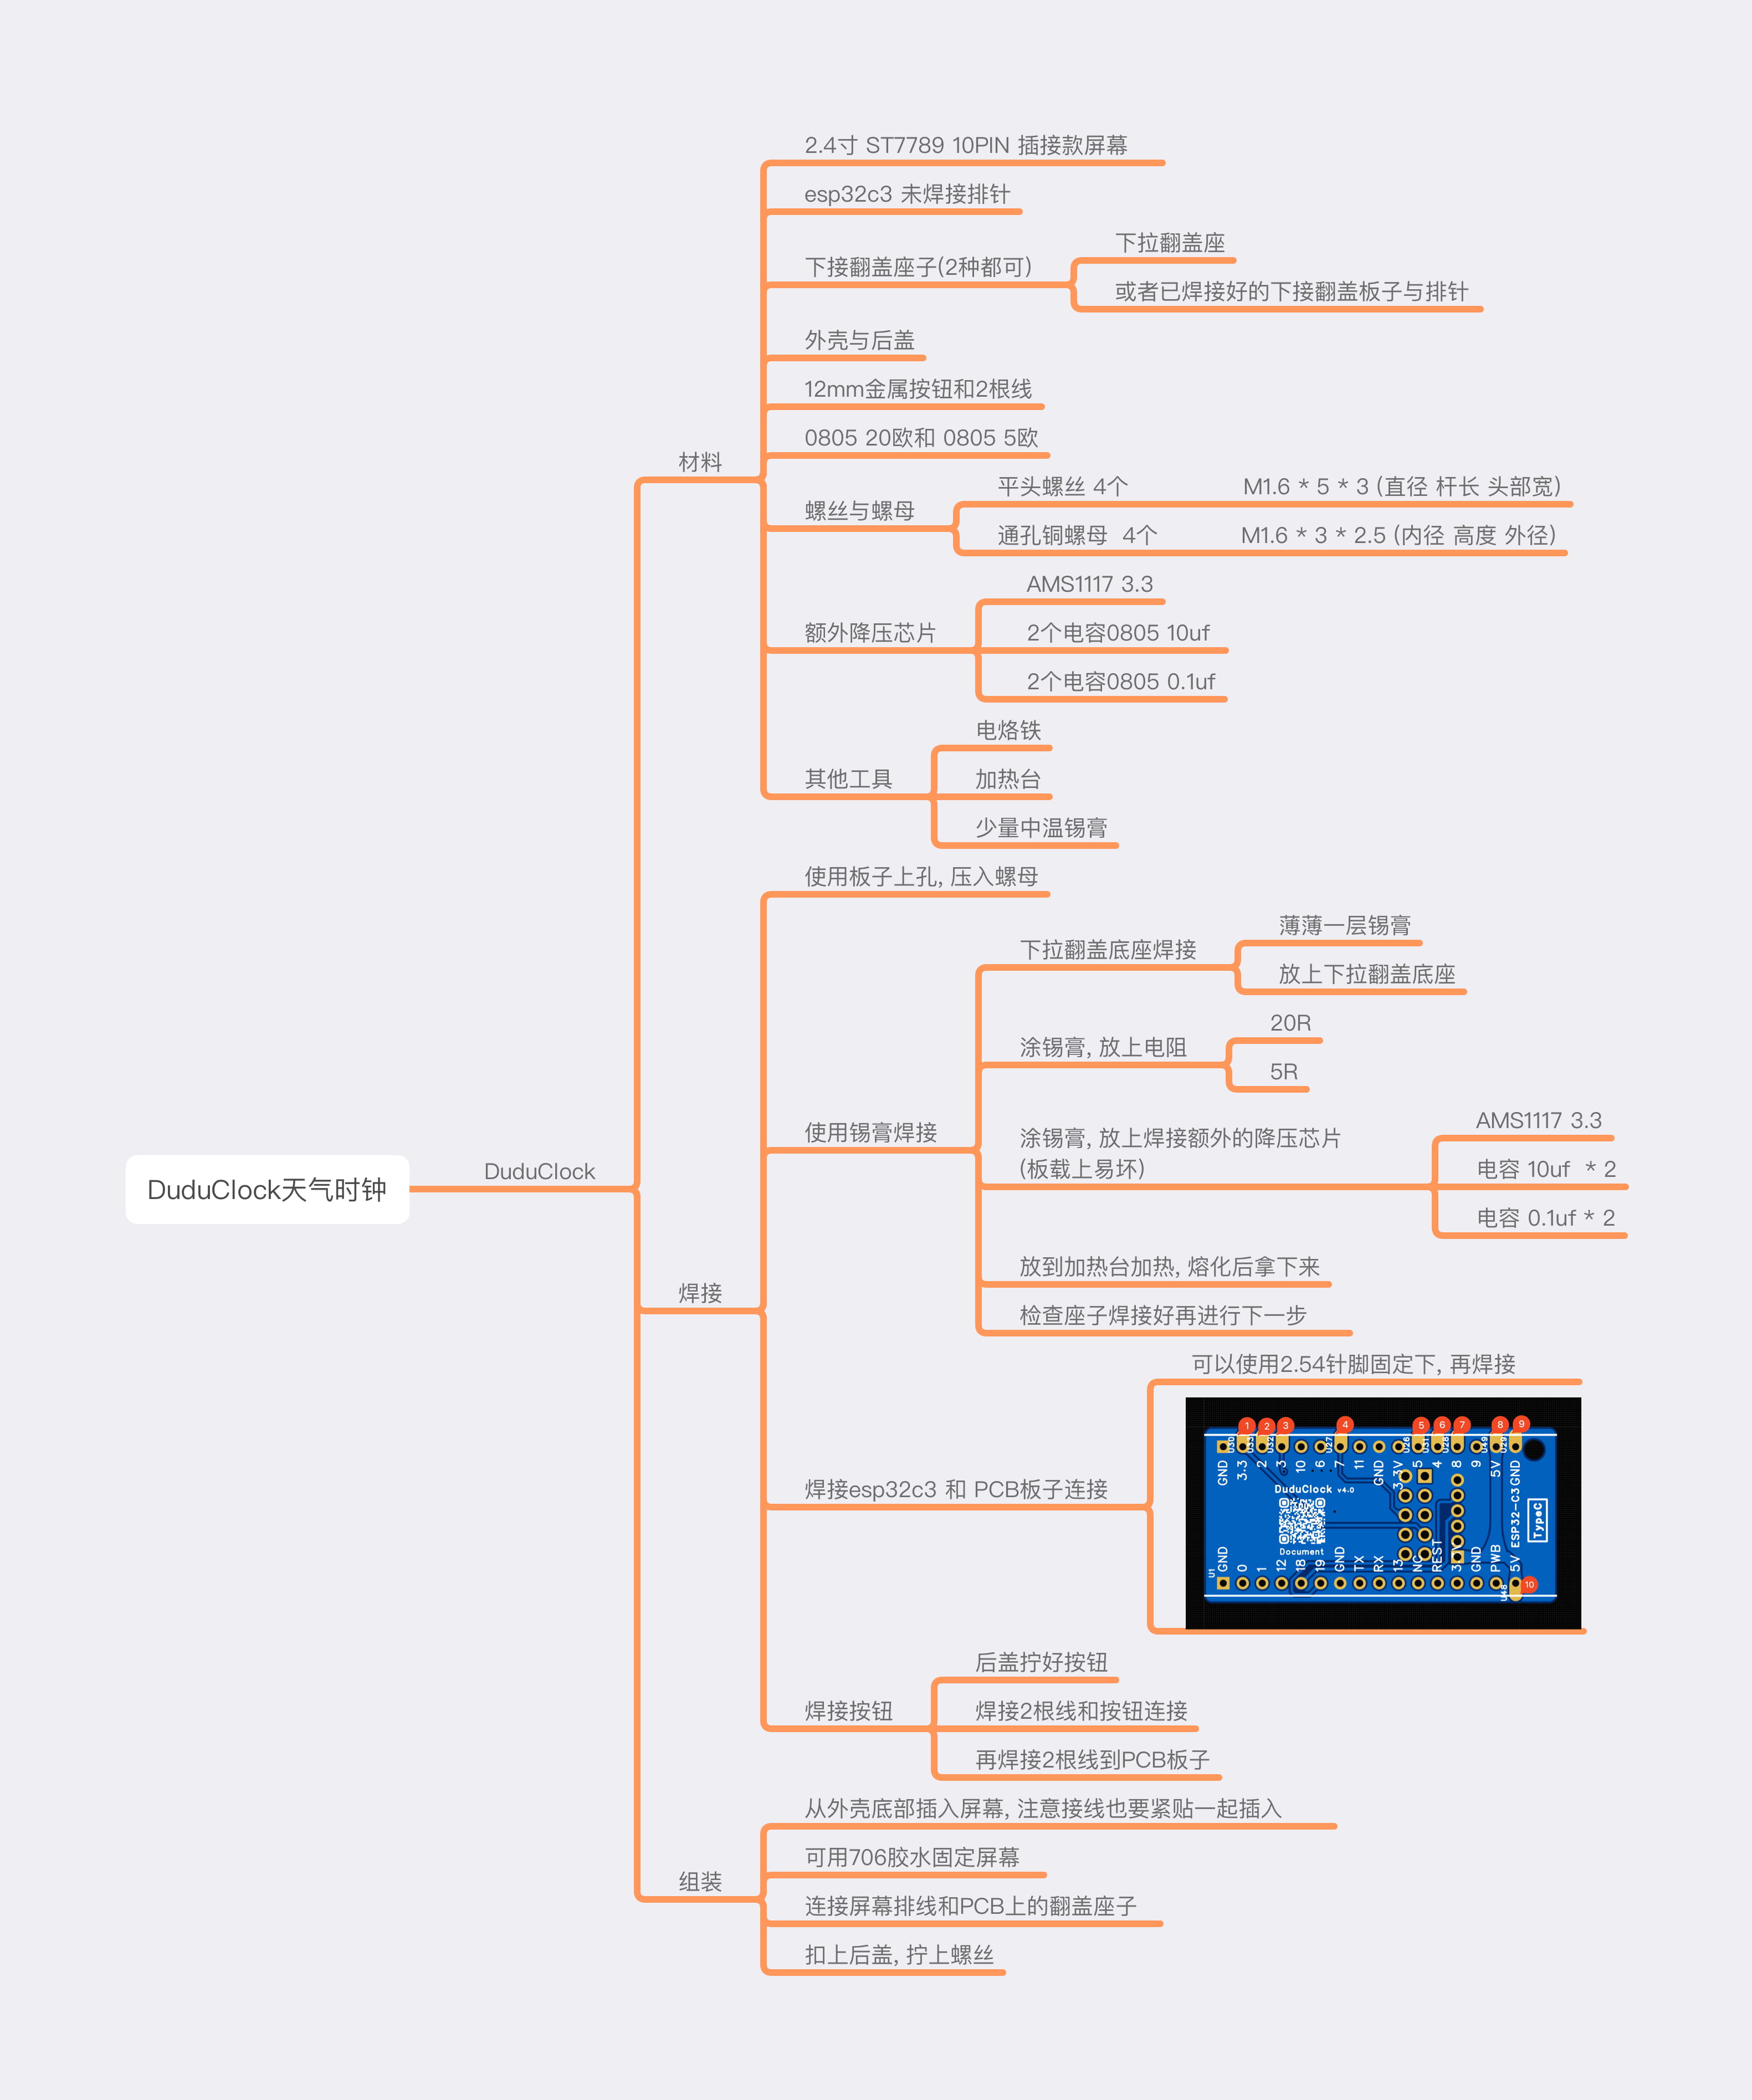 2.4寸 ST7789 10PIN 插接款屏幕
esp32c3 未焊接排针
下拉翻盖座
下接翻盖座子(2种都可)
或者已焊接好的下接翻盖板子与排针
外壳与后盖
12mm金属按钮和2根线
0805 20欧和 0805 5欧
材料
平头螺丝 4个 M1.6 * 5 * 3 (直径 杆长 头部宽)
螺丝与螺母
通孔铜螺母 4个 M1.6 * 3 * 2.5 (内径 高度 外径)
AMS1117 3.3
额外降压芯片
2个电容0805 10uf
2个电容0805 0.1uf
电烙铁
其他工具
加热台
少量中温锡膏
使用板子上孔, 压入螺母
薄薄一层锡膏
下拉翻盖底座焊接
放上下拉翻盖底座
20R
涂锡膏, 放上电阻
5R
AMS1117 3.3
使用锡膏焊接
涂锡膏, 放上焊接额外的降压芯片
(板载上易坏)
电容 10uf * 2
电容 0.1uf * 2
DuduClock天气时钟
DuduClock
放到加热台加热, 熔化后拿下来
焊接
检查座子焊接好再进行下一步
可以使用2.54针脚固定下, 再焊接
1 2 3 4 5 6 7 8 9
U30 U33 U32 U27 U26 U31 U28 U49 U29
GND 3.3 2 3 10 6 7 11 GND 3.3V 5 4 8 9 5V GND
DuduClock v4.0
ESP32-C3
TypeC
Document
U1
GND 0 1 12 18 19 GND TX RX 13 NC REST 3.3V GND PWB 5V
U48
10
焊接esp32c3 和 PCB板子连接
后盖拧好按钮
焊接按钮
焊接2根线和按钮连接
再焊接2根线到PCB板子
从外壳底部插入屏幕, 注意接线也要紧贴一起插入
可用706胶水固定屏幕
组装
连接屏幕排线和PCB上的翻盖座子
扣上后盖, 拧上螺丝